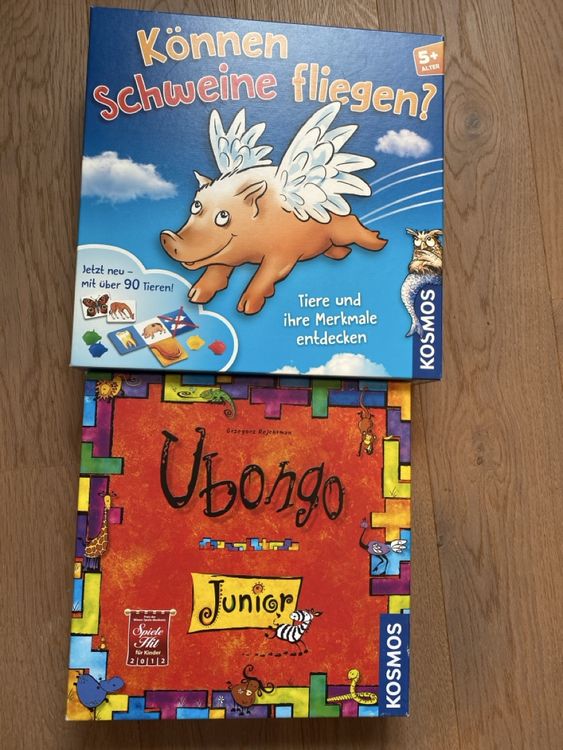 Können
Schweine fliegen?
5+
ALTER
Jetzt neu –
mit über 90 Tieren!
Tiere und
ihre Merkmale
entdecken
KOSMOS
Grzegorz Rejchtman
Ubongo
Junior
Spiele
Hit
für Kinder
2012
KOSMOS